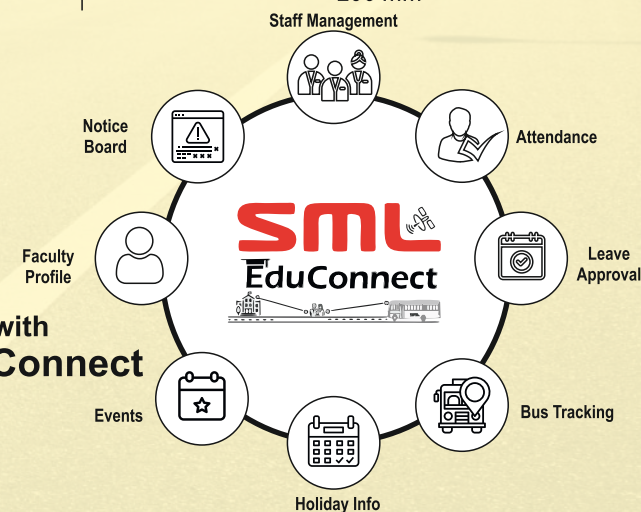 Staff Management
Notice
Board
Attendance
SML
EduConnect
Faculty
Profile
Leave
Approval
with
Connect
Events
Bus Tracking
Holiday Info